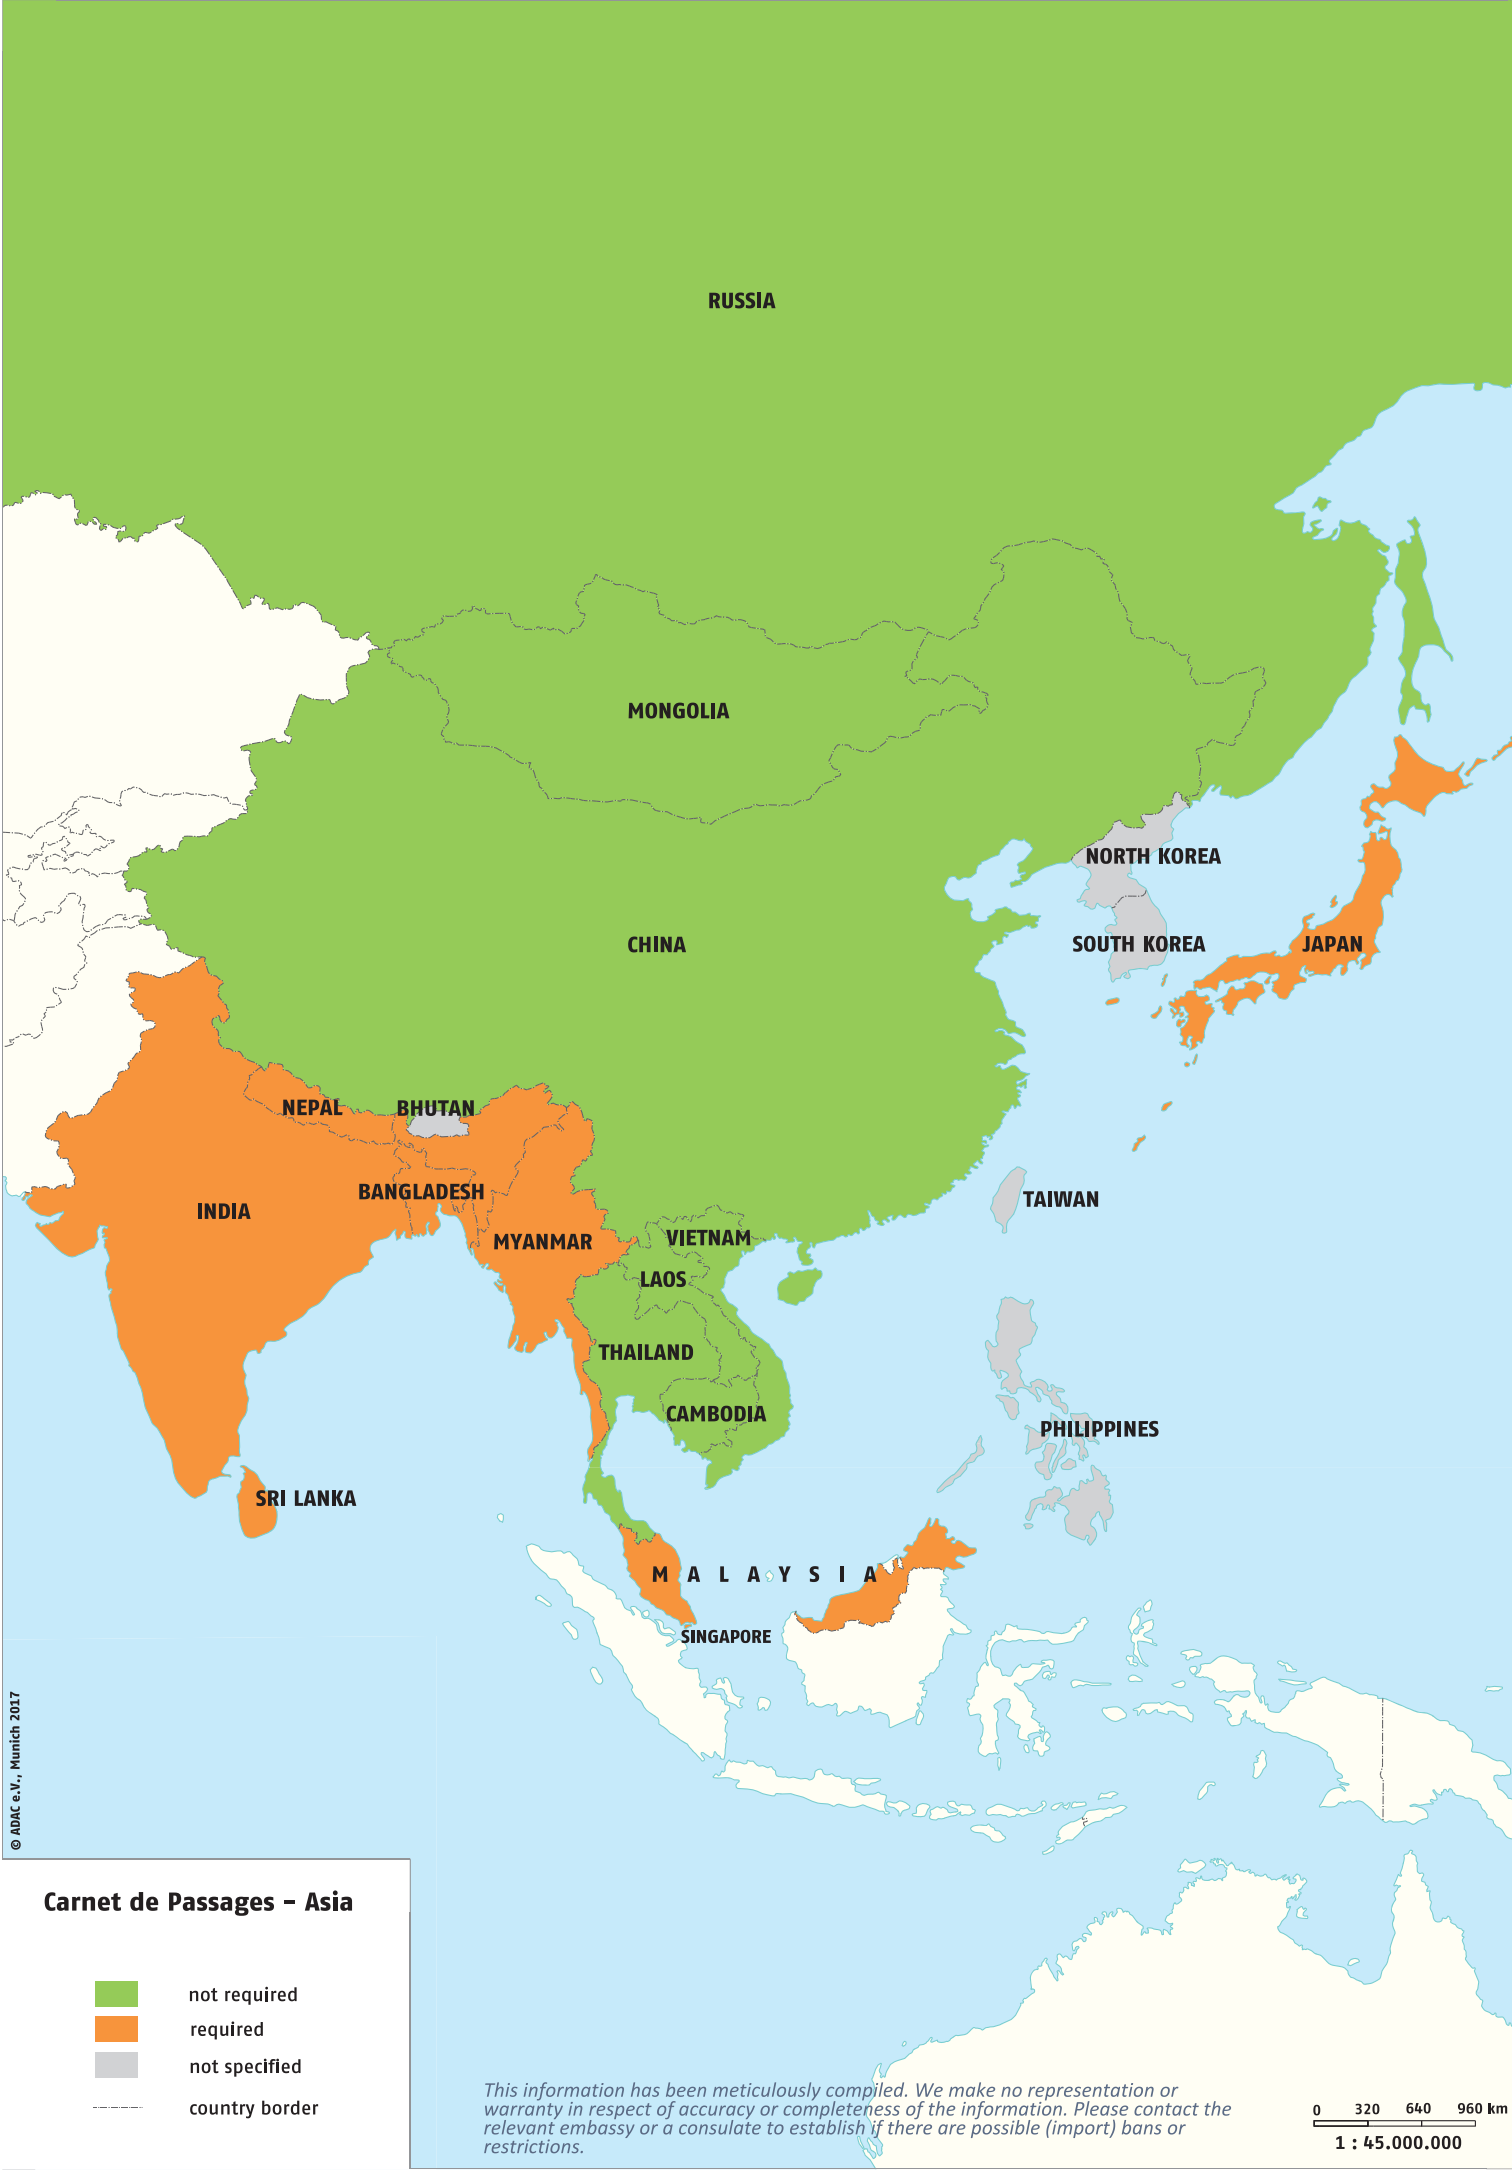 RUSSIA
MONGOLIA
NORTH KOREA
CHINA
SOUTH KOREA
JAPAN
NEPAL
BHUTAN
BANGLADESH
TAIWAN
INDIA
MYANMAR
VIETNAM
LAOS
THAILAND
CAMBODIA
PHILIPPINES
SRI LANKA
MALAYSIA
SINGAPORE
© ADAC e.V., Munich 2017
Carnet de Passages – Asia
not required
required
not specified
country border
This information has been meticulously compiled. We make no representation or
warranty in respect of accuracy or completeness of the information. Please contact the
relevant embassy or a consulate to establish if there are possible (import) bans or
restrictions.
0 320 640 960 km
1 : 45.000.000